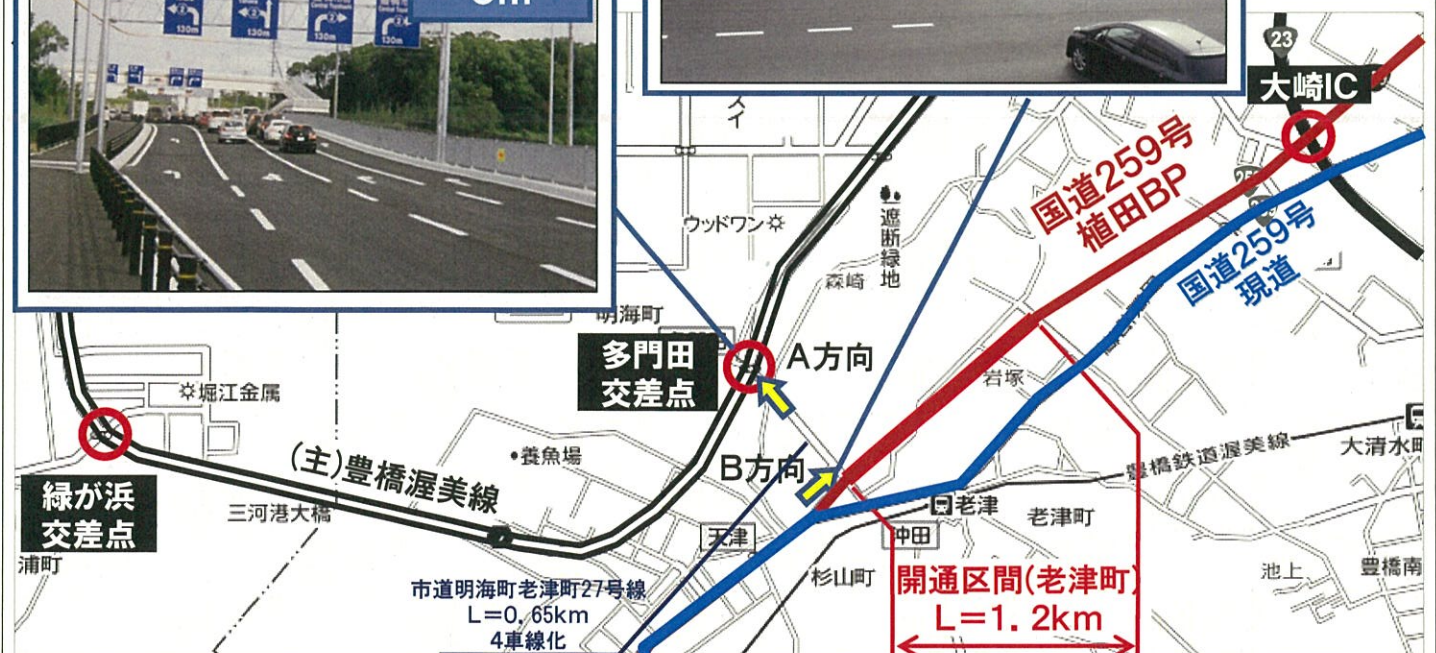 130m
130m
130m
130m
スイ
23
大崎IC
国道259号
植田BP
国道259号
現道
ウッドワン
遮断緑地
森崎
明海町
多門田
交差点
A方向
岩塚
堀江金属
(主)豊橋渥美線
養魚場
B方向
豊橋鉄道渥美線
大清水町
緑が浜
交差点
三河港大橋
浦町
天津
老津
老津町
沖田
市道明海町老津町27号線
L=0.65km
4車線化
杉山町
開通区間(老津町)
L=1.2km
池上
豊橋南